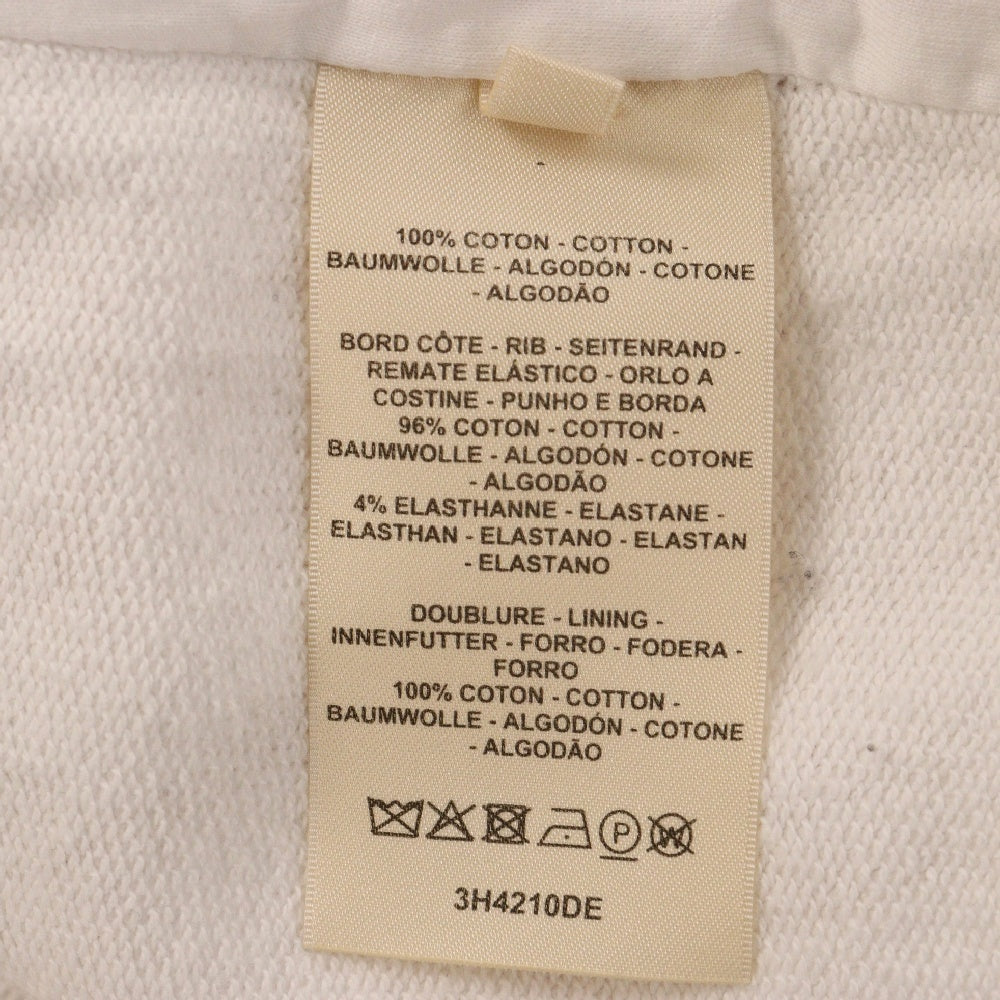 100% COTON - COTTON -
BAUMWOLLE - ALGODÓN - COTONE
- ALGODÃO
BORD CÔTE - RIB - SEITENRAND -
REMATE ELÁSTICO - ORLO A
COSTINE - PUNHO E BORDA
96% COTON - COTTON -
BAUMWOLLE - ALGODÓN - COTONE
- ALGODÃO
4% ELASTHANNE - ELASTANE -
ELASTHAN - ELASTANO - ELASTAN
- ELASTANO
DOUBLURE - LINING -
INNENFUTTER - FORRO - FODERA -
FORRO
100% COTON - COTTON -
BAUMWOLLE - ALGODÓN - COTONE
- ALGODÃO
P W
3H4210DE